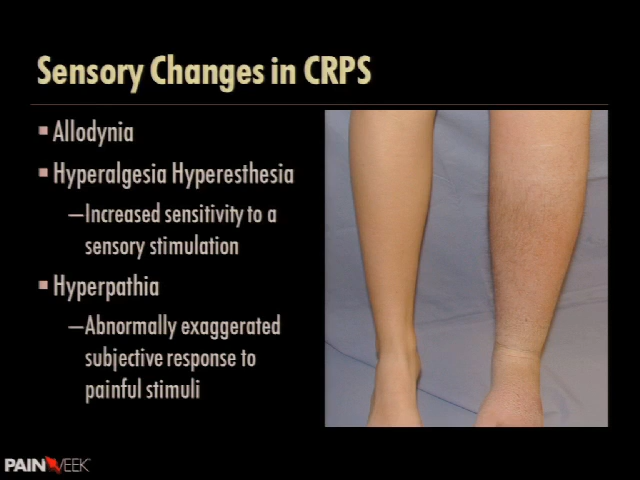 Sensory Changes in CRPS
Allodynia
Hyperalgesia Hyperesthesia
–Increased sensitivity to a
sensory stimulation
Hyperpathia
–Abnormally exaggerated
subjective response to
painful stimuli
PAINWEEK